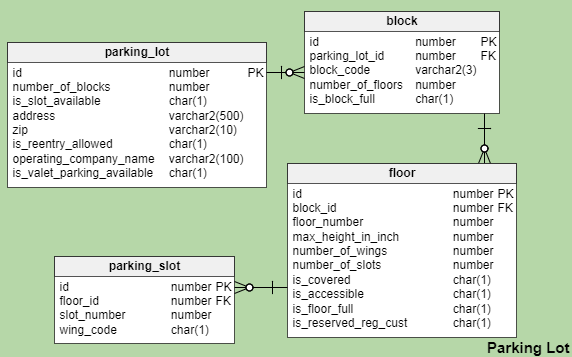 parking_lot
id number PK
number_of_blocks number
is_slot_available char(1)
address varchar2(500)
zip varchar2(10)
is_reentry_allowed char(1)
operating_company_name varchar2(100)
is_valet_parking_available char(1)
block
id number PK
parking_lot_id number FK
block_code varchar2(3)
number_of_floors number
is_block_full char(1)
floor
id number PK
block_id number FK
floor_number number
max_height_in_inch number
number_of_wings number
number_of_slots number
is_covered char(1)
is_accessible char(1)
is_floor_full char(1)
is_reserved_reg_cust char(1)
parking_slot
id number PK
floor_id number FK
slot_number number
wing_code char(1)
Parking Lot